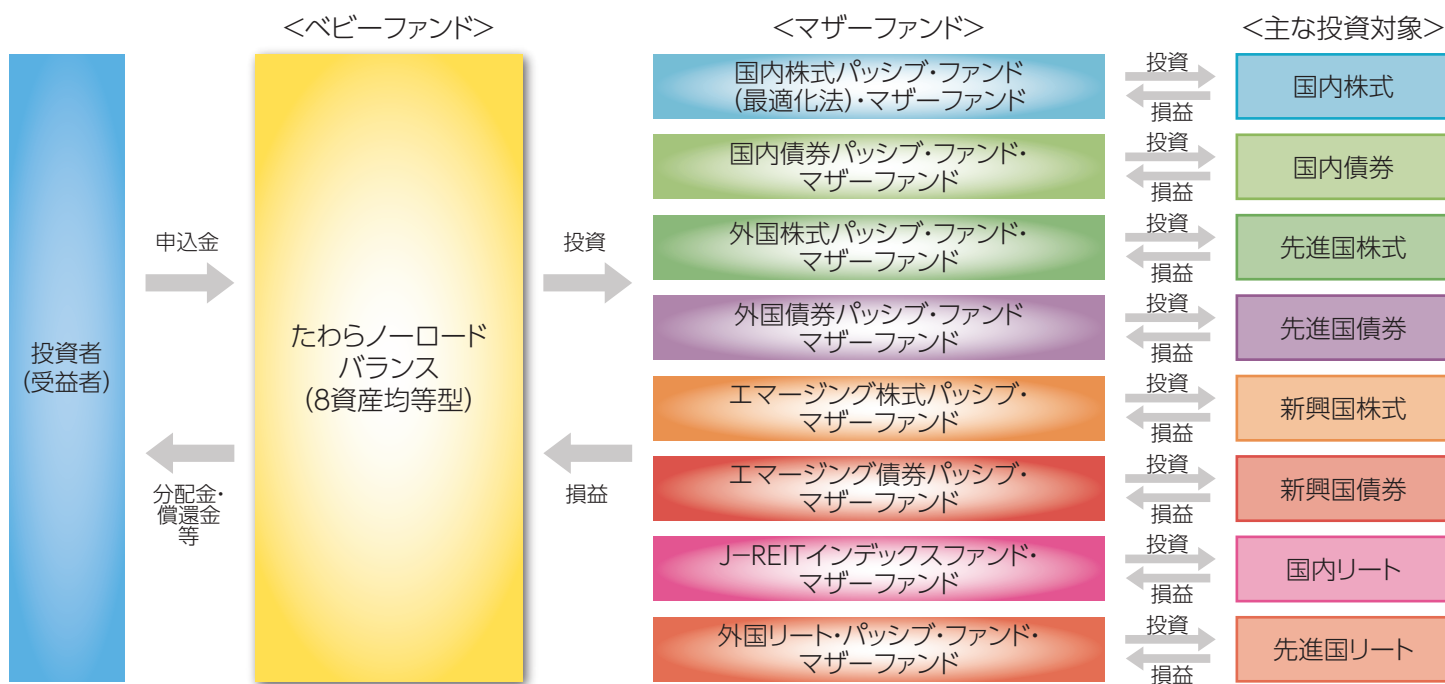 <ベビーファンド>
<マザーファンド>
<主な投資対象>
投資者
(受益者)
申込金
分配金・
償還金
等
たわらノーロード
バランス
(8資産均等型)
投資
損益
国内株式パッシブ・ファンド
(最適化法)・マザーファンド
投資
損益
国内株式
国内債券パッシブ・ファンド・
マザーファンド
投資
損益
国内債券
外国株式パッシブ・ファンド・
マザーファンド
投資
損益
先進国株式
外国債券パッシブ・ファンド
マザーファンド
投資
損益
先進国債券
エマージング株式パッシブ・
マザーファンド
投資
損益
新興国株式
エマージング債券パッシブ・
マザーファンド
投資
損益
新興国債券
J-REITインデックスファンド・
マザーファンド
投資
損益
国内リート
外国リート・パッシブ・ファンド・
マザーファンド
投資
損益
先進国リート